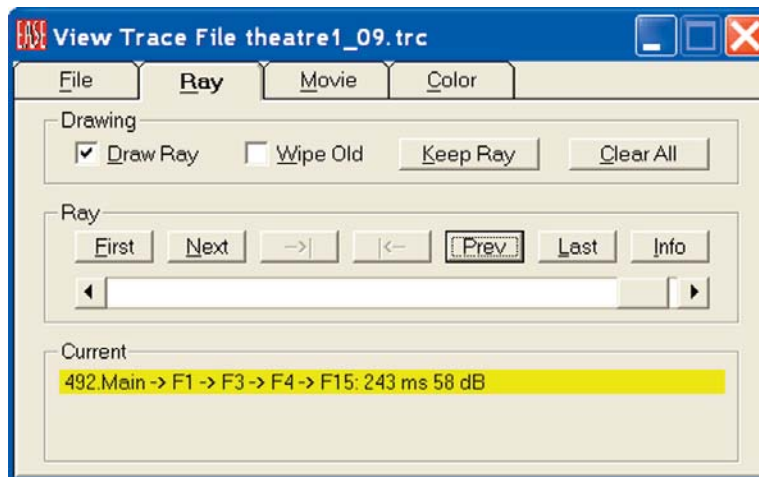 EASE View Trace File theatre1_09.trc
File Ray Movie Color
Drawing
Draw Ray Wipe Old Keep Ray Clear All
Ray
First Next –>| |<– Prev Last Info
Current
492.Main -> F1 -> F3 -> F4 -> F15: 243 ms 58 dB